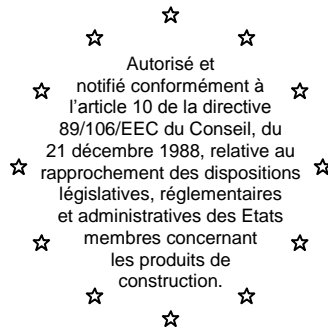 Autorisé et
notifié conformément à
l'article 10 de la directive
89/106/EEC du Conseil, du
21 décembre 1988, relative au
rapprochement des dispositions
législatives, réglementaires
et administratives des Etats
membres concernant
les produits de
construction.